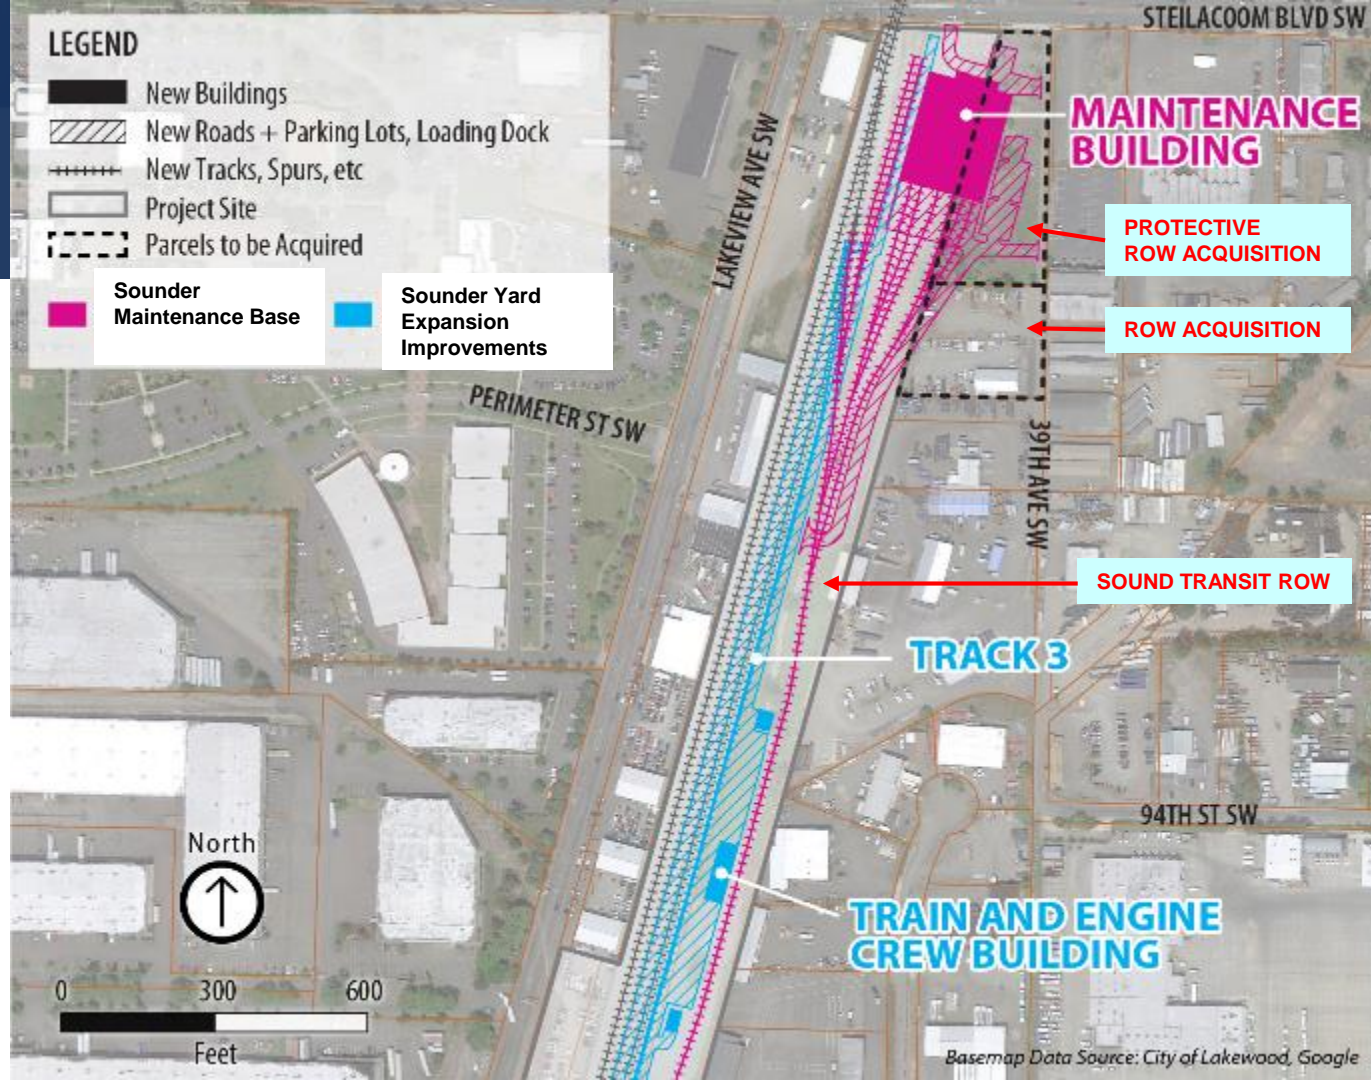 STEILACOOM BLVD SW
LEGEND
New Buildings
New Roads + Parking Lots, Loading Dock
New Tracks, Spurs, etc
Project Site
Parcels to be Acquired
Sounder
Maintenance Base
Sounder Yard
Expansion
Improvements
LAKEVIEW AVE SW
MAINTENANCE
BUILDING
PROTECTIVE
ROW ACQUISITION
ROW ACQUISITION
PERIMETER ST SW
39TH AVE SW
SOUND TRANSIT ROW
TRACK 3
94TH ST SW
North
TRAIN AND ENGINE
CREW BUILDING
0 300 600
Feet
Basemap Data Source: City of Lakewood, Google